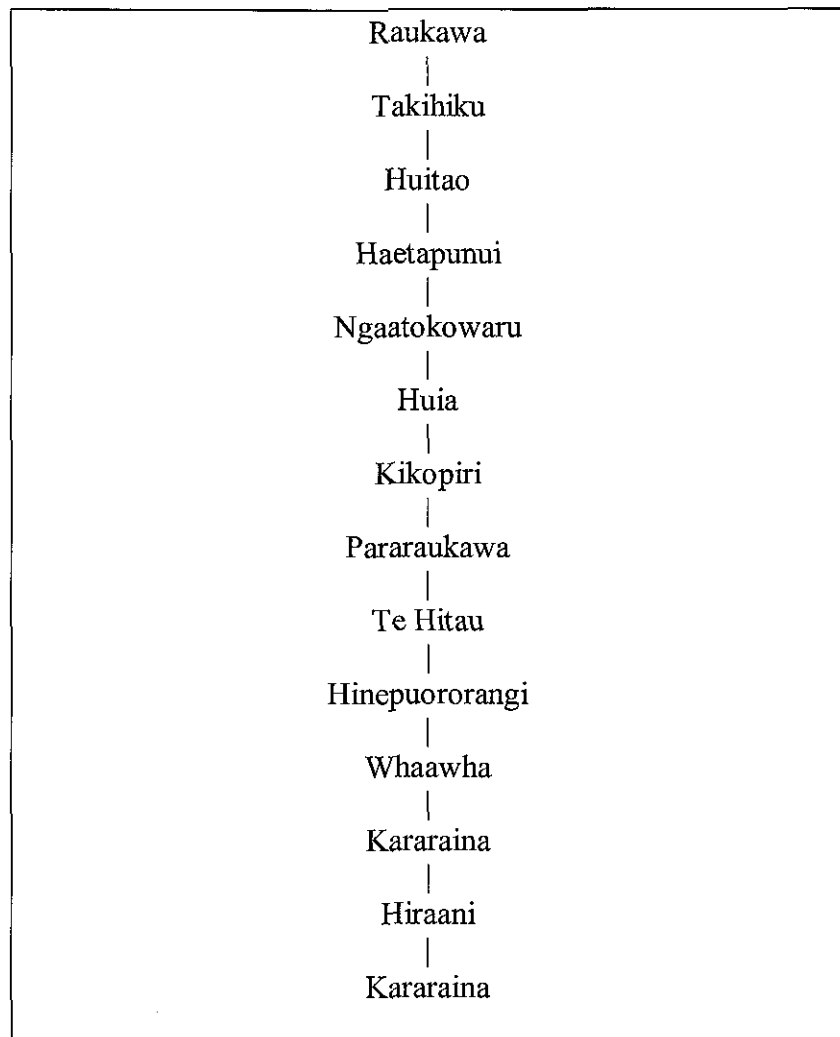 Raukawa
Takihiku
Huitao
Haetapunui
Ngaatokowaru
Huia
Kikopiri
Pararaukawa
Te Hitau
Hinepuororangi
Whaawha
Kararaina
Hiraani
Kararaina